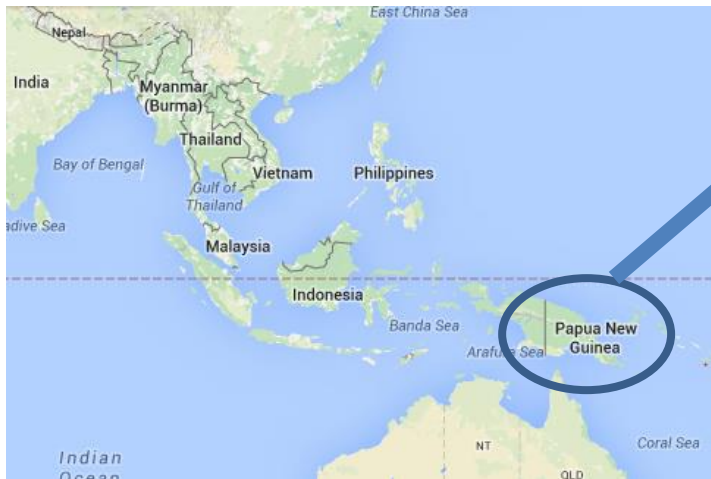 East China Sea
Nepal
India
Myanmar
(Burma)
Thailand
Bay of Bengal
Vietnam
Philippines
Gulf of
Thailand
adive Sea
Malaysia
Indonesia
Banda Sea
Papua New
Guinea
Arafura Sea
NT
Coral Sea
Indian
Ocean
QLD